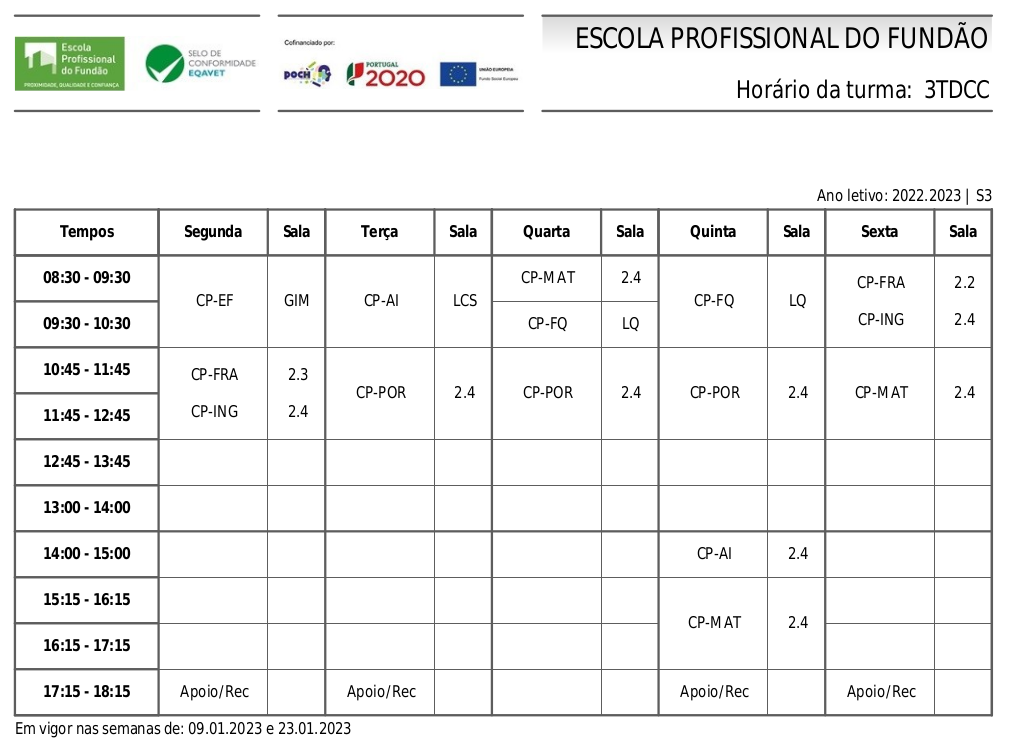 Escola
Profissional
do Fundão
PROXIMIDADE, QUALIDADE E CONFIANÇA
SELO DE
CONFORMIDADE
EQAVET
Cofinanciado por:
POCH
PORTUGAL
2020
UNIÃO EUROPEIA
Fundo Social Europeu
ESCOLA PROFISSIONAL DO FUNDÃO
Horário da turma: 3TDCC
Ano letivo: 2022.2023 | S3
Tempos Segunda Sala Terça Sala Quarta Sala Quinta Sala Sexta Sala
08:30 - 09:30 CP-EF GIM CP-AI LCS CP-MAT 2.4 CP-FQ LQ CP-FRA 2.2
09:30 - 10:30 CP-FQ LQ CP-ING 2.4
10:45 - 11:45 CP-FRA 2.3 CP-POR 2.4 CP-POR 2.4 CP-POR 2.4 CP-MAT 2.4
11:45 - 12:45 CP-ING 2.4
12:45 - 13:45
13:00 - 14:00
14:00 - 15:00 CP-AI 2.4
15:15 - 16:15 CP-MAT 2.4
16:15 - 17:15
17:15 - 18:15 Apoio/Rec Apoio/Rec Apoio/Rec Apoio/Rec
Em vigor nas semanas de: 09.01.2023 e 23.01.2023